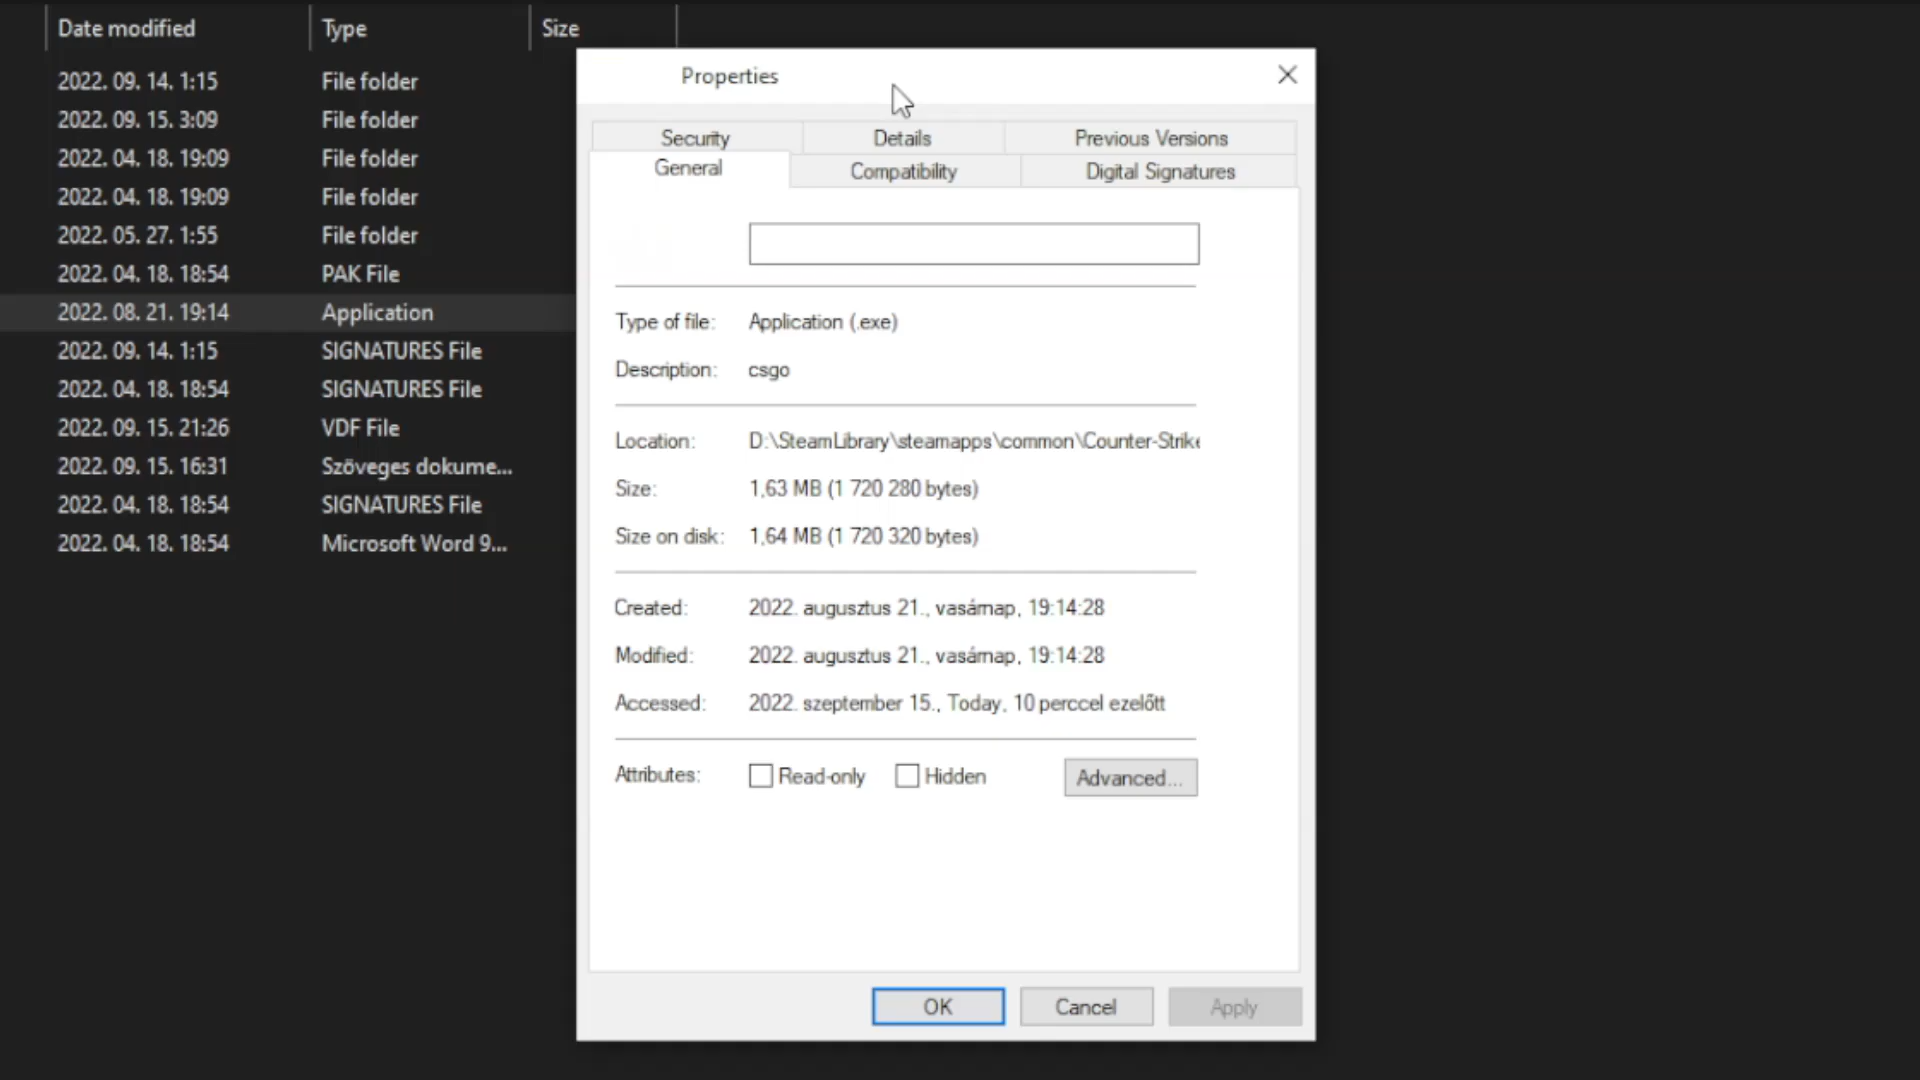 Date modified Type Size
2022. 09. 14. 1:15 File folder
2022. 09. 15. 3:09 File folder
2022. 04. 18. 19:09 File folder
2022. 04. 18. 19:09 File folder
2022. 05. 27. 1:55 File folder
2022. 04. 18. 18:54 PAK File
2022. 08. 21. 19:14 Application
2022. 09. 14. 1:15 SIGNATURES File
2022. 04. 18. 18:54 SIGNATURES File
2022. 09. 15. 21:26 VDF File
2022. 09. 15. 16:31 Szöveges dokume...
2022. 04. 18. 18:54 SIGNATURES File
2022. 04. 18. 18:54 Microsoft Word 9...
Properties
Security Details Previous Versions
General Compatibility Digital Signatures
Type of file: Application (.exe)
Description: csgo
Location: D:\SteamLibrary\steamapps\common\Counter-Strike
Size: 1,63 MB (1 720 280 bytes)
Size on disk: 1,64 MB (1 720 320 bytes)
Created: 2022. augusztus 21., vasárnap, 19:14:28
Modified: 2022. augusztus 21., vasárnap, 19:14:28
Accessed: 2022. szeptember 15., Today, 10 perccel ezelőtt
Attributes: Read-only Hidden Advanced...
OK Cancel Apply